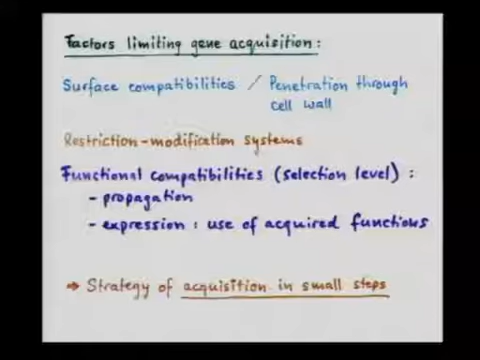 Factors limiting gene acquisition :
Surface compatibilities / Penetration through
cell wall
Restriction-modification systems
Functional compatibilities (selection level) :
- propagation
- expression : use of acquired functions
→ Strategy of acquisition in small steps